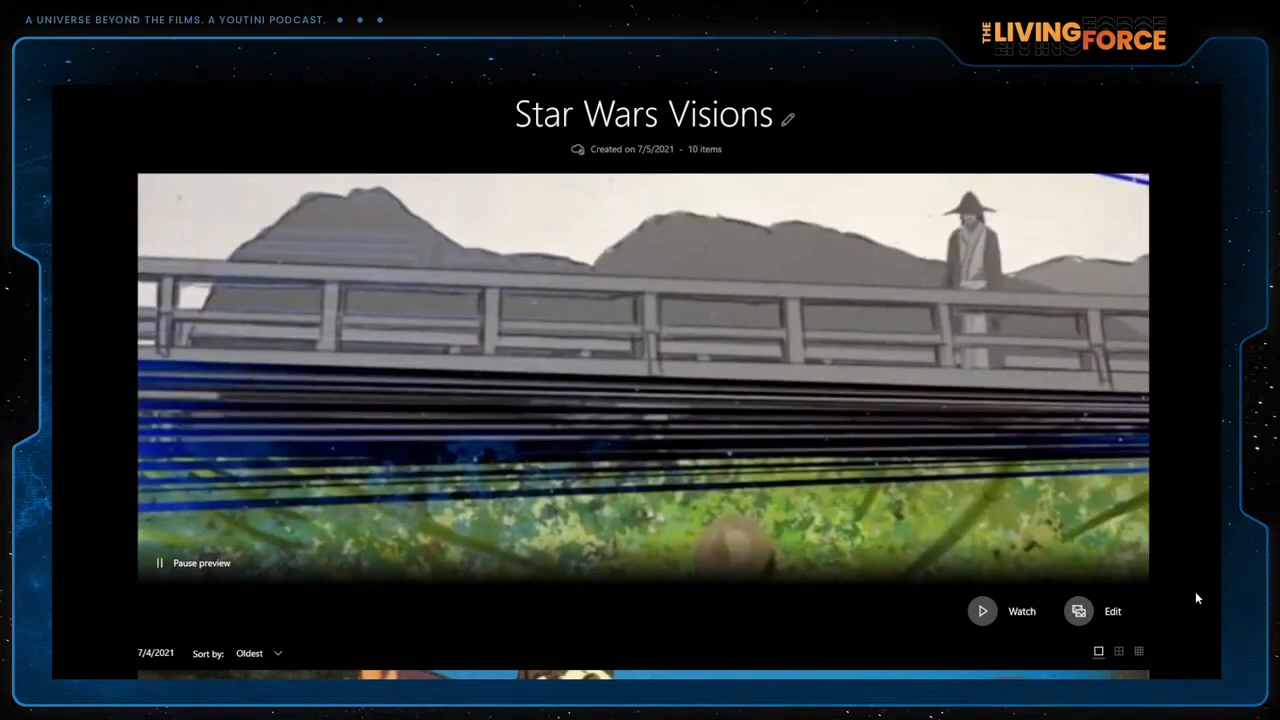 A UNIVERSE BEYOND THE FILMS. A YOUTINI PODCAST.
THE LIVING FORCE
Star Wars Visions
Created on 7/5/2021 - 10 items
Pause preview
Watch
Edit
7/4/2021 Sort by: Oldest